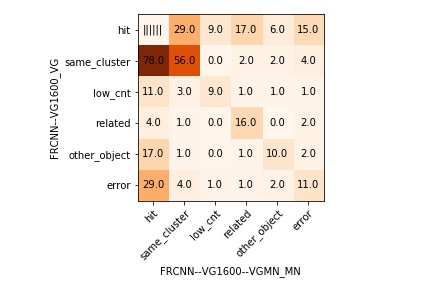 hit |||||| 29.0 9.0 17.0 6.0 15.0
same_cluster 78.0 56.0 0.0 2.0 2.0 4.0
low_cnt 11.0 3.0 9.0 1.0 1.0 1.0
related 4.0 1.0 0.0 16.0 0.0 2.0
other_object 17.0 1.0 0.0 1.0 10.0 2.0
error 29.0 4.0 1.0 1.0 2.0 11.0
FRCNN--VG1600_VG
hit same_cluster low_cnt related other_object error
FRCNN--VG1600--VGMN_MN